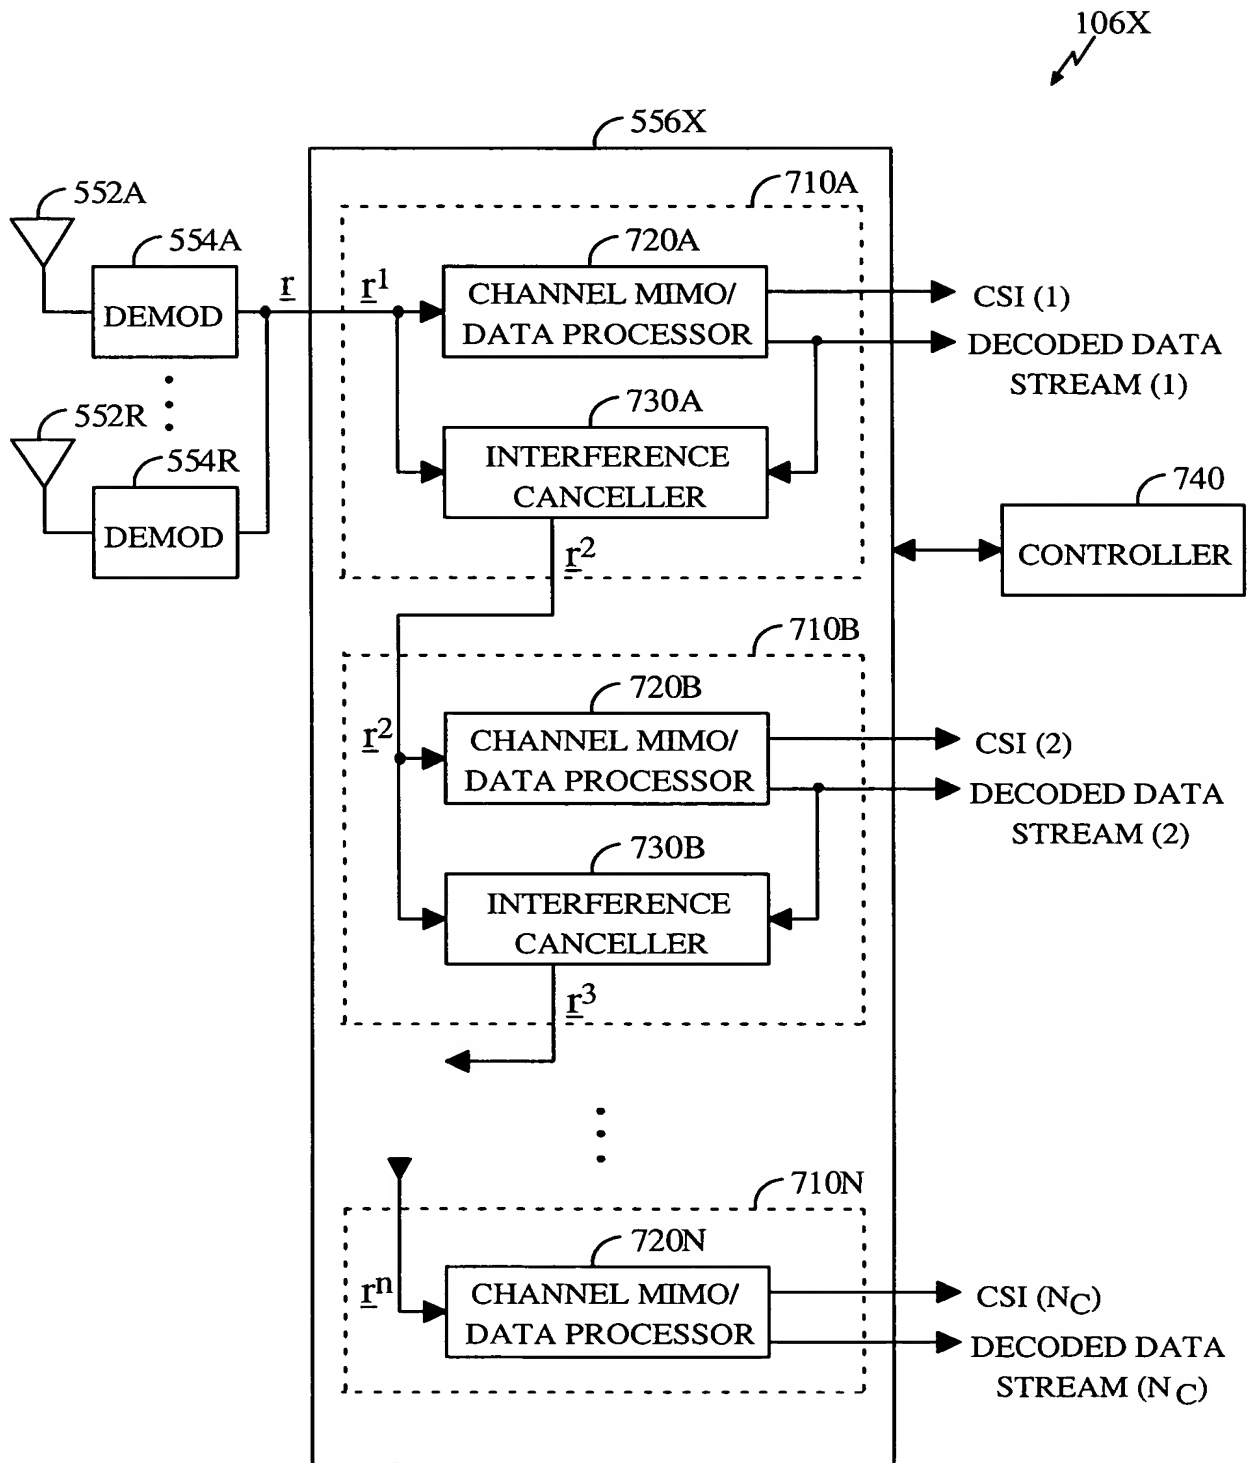 106X
556X
710A
552A
554A
720A
DEMOD
r
r1
CHANNEL MIMO/
DATA PROCESSOR
CSI (1)
DECODED DATA
STREAM (1)
552R
554R
DEMOD
730A
INTERFERENCE
CANCELLER
r2
740
CONTROLLER
710B
720B
r2
CHANNEL MIMO/
DATA PROCESSOR
CSI (2)
DECODED DATA
STREAM (2)
730B
INTERFERENCE
CANCELLER
r3
710N
720N
rn
CHANNEL MIMO/
DATA PROCESSOR
CSI (NC)
DECODED DATA
STREAM (NC)